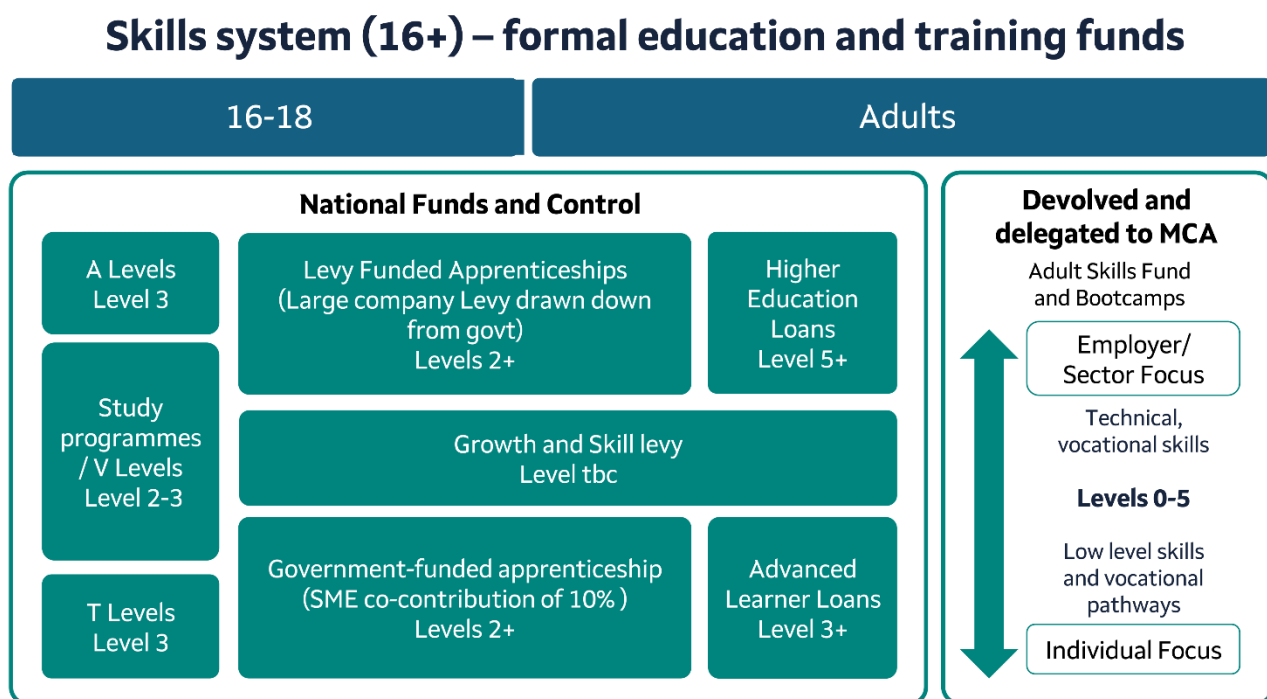 Skills system (16+) – formal education and training funds
16-18
Adults
National Funds and Control
A Levels
Level 3
Study
programmes
/ V Levels
Level 2-3
T Levels
Level 3
Levy Funded Apprenticeships
(Large company Levy drawn down
from govt)
Levels 2+
Higher
Education
Loans
Level 5+
Growth and Skill levy
Level tbc
Government-funded apprenticeship
(SME co-contribution of 10% )
Levels 2+
Advanced
Learner Loans
Level 3+
Devolved and
delegated to MCA
Adult Skills Fund
and Bootcamps
Employer/
Sector Focus
Technical,
vocational skills
Levels 0-5
Low level skills
and vocational
pathways
Individual Focus